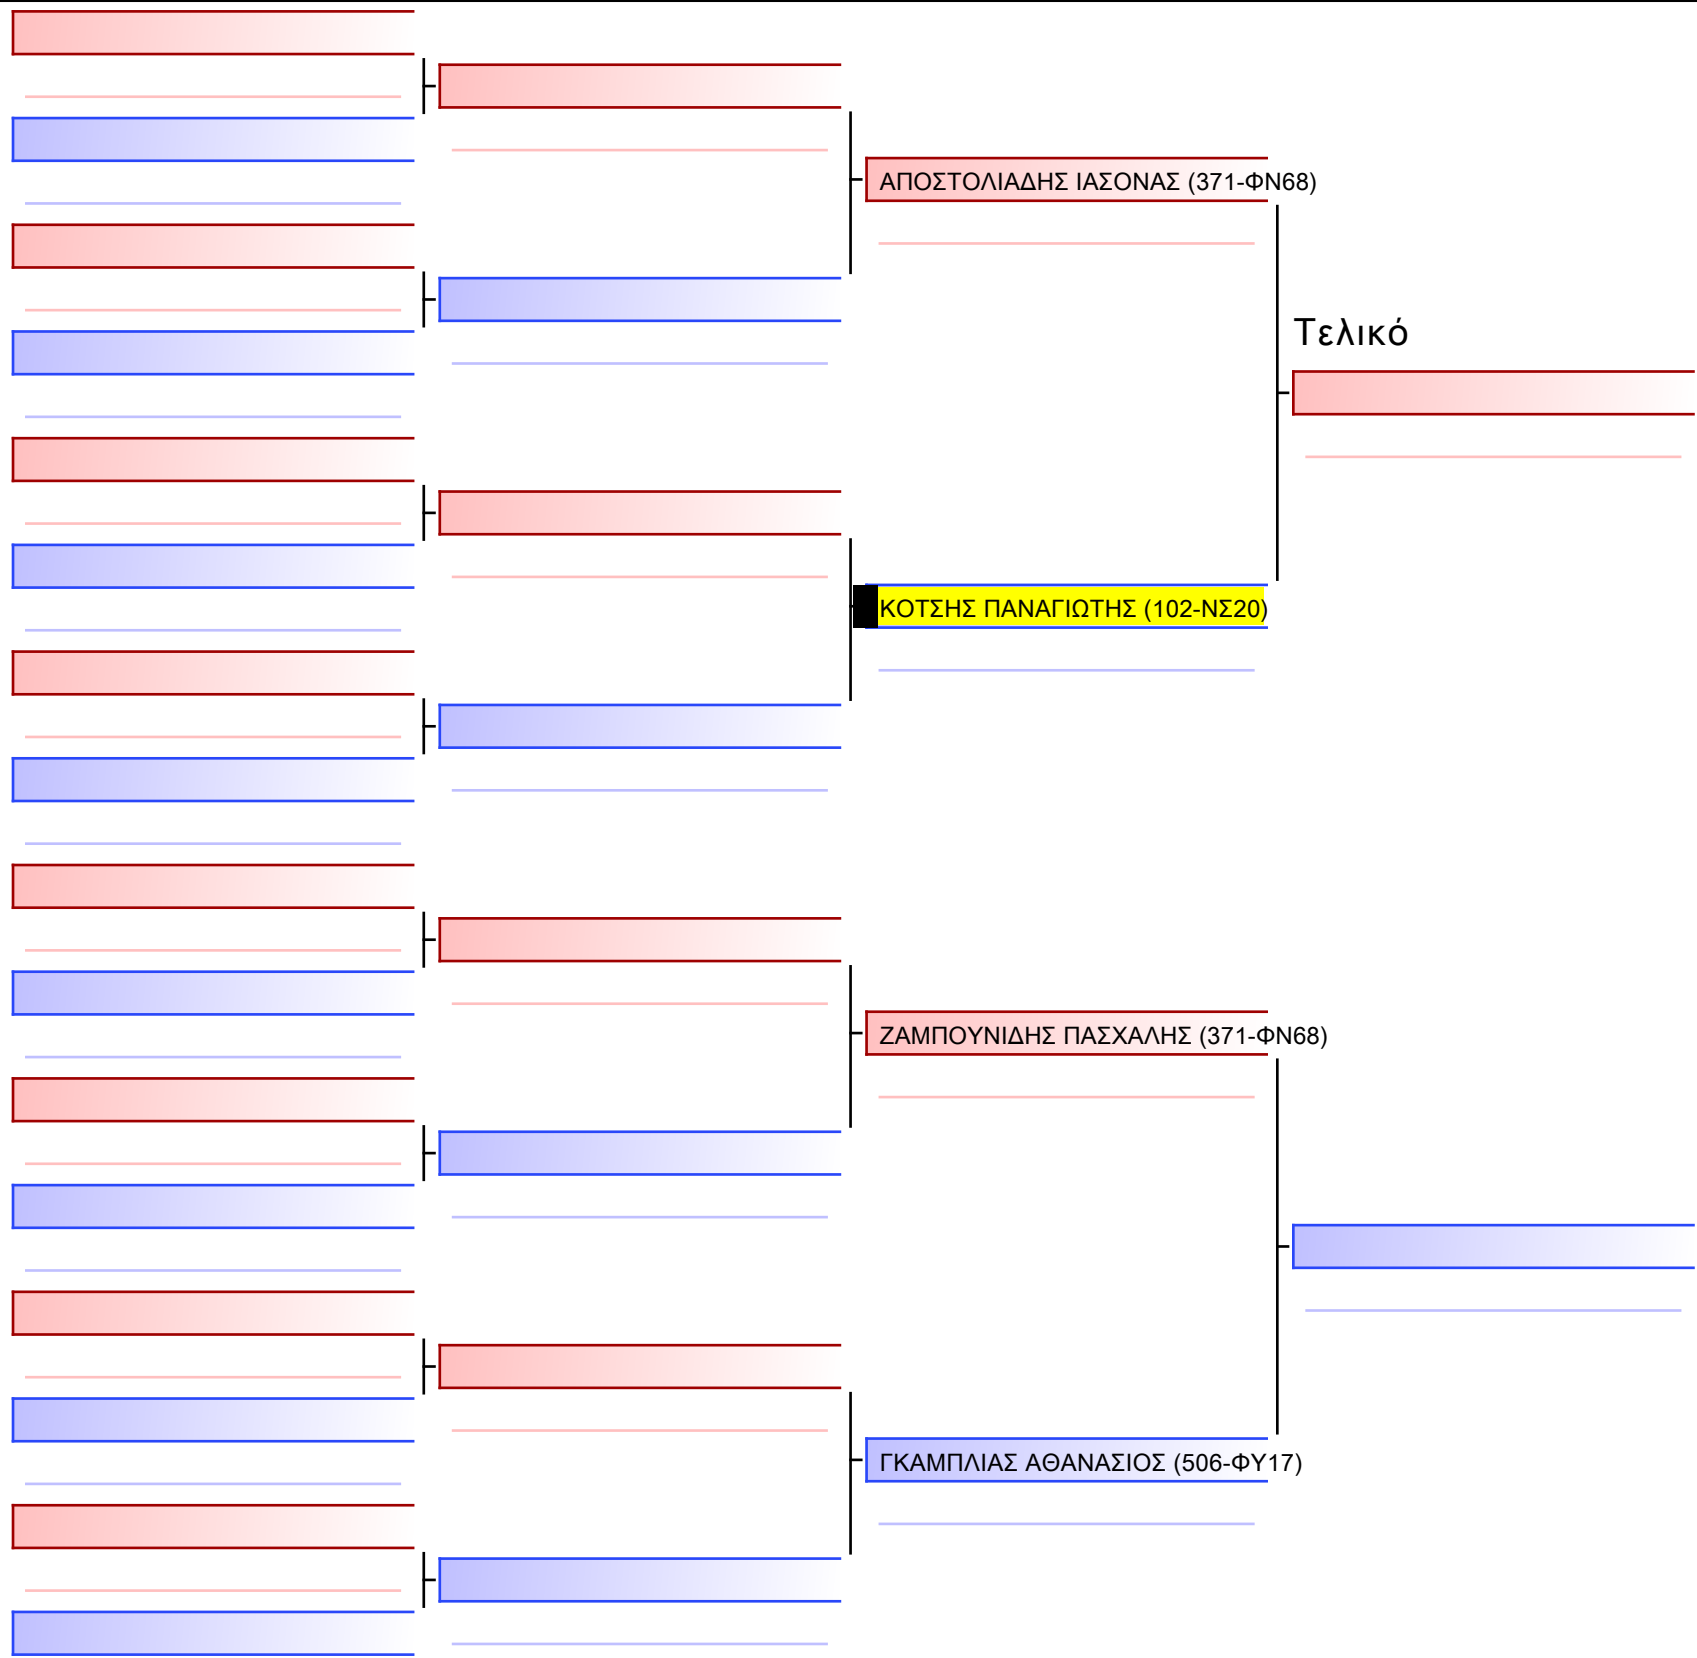 ΑΠΟΣΤΟΛΙΑΔΗΣ ΙΑΣΟΝΑΣ (371-ΦΝ68)
Τελικό
ΚΟΤΣΗΣ ΠΑΝΑΓΙΩΤΗΣ (102-ΝΣ20)
ΖΑΜΠΟΥΝΙΔΗΣ ΠΑΣΧΑΛΗΣ (371-ΦΝ68)
ΓΚΑΜΠΛΙΑΣ ΑΘΑΝΑΣΙΟΣ (506-ΦΥ17)